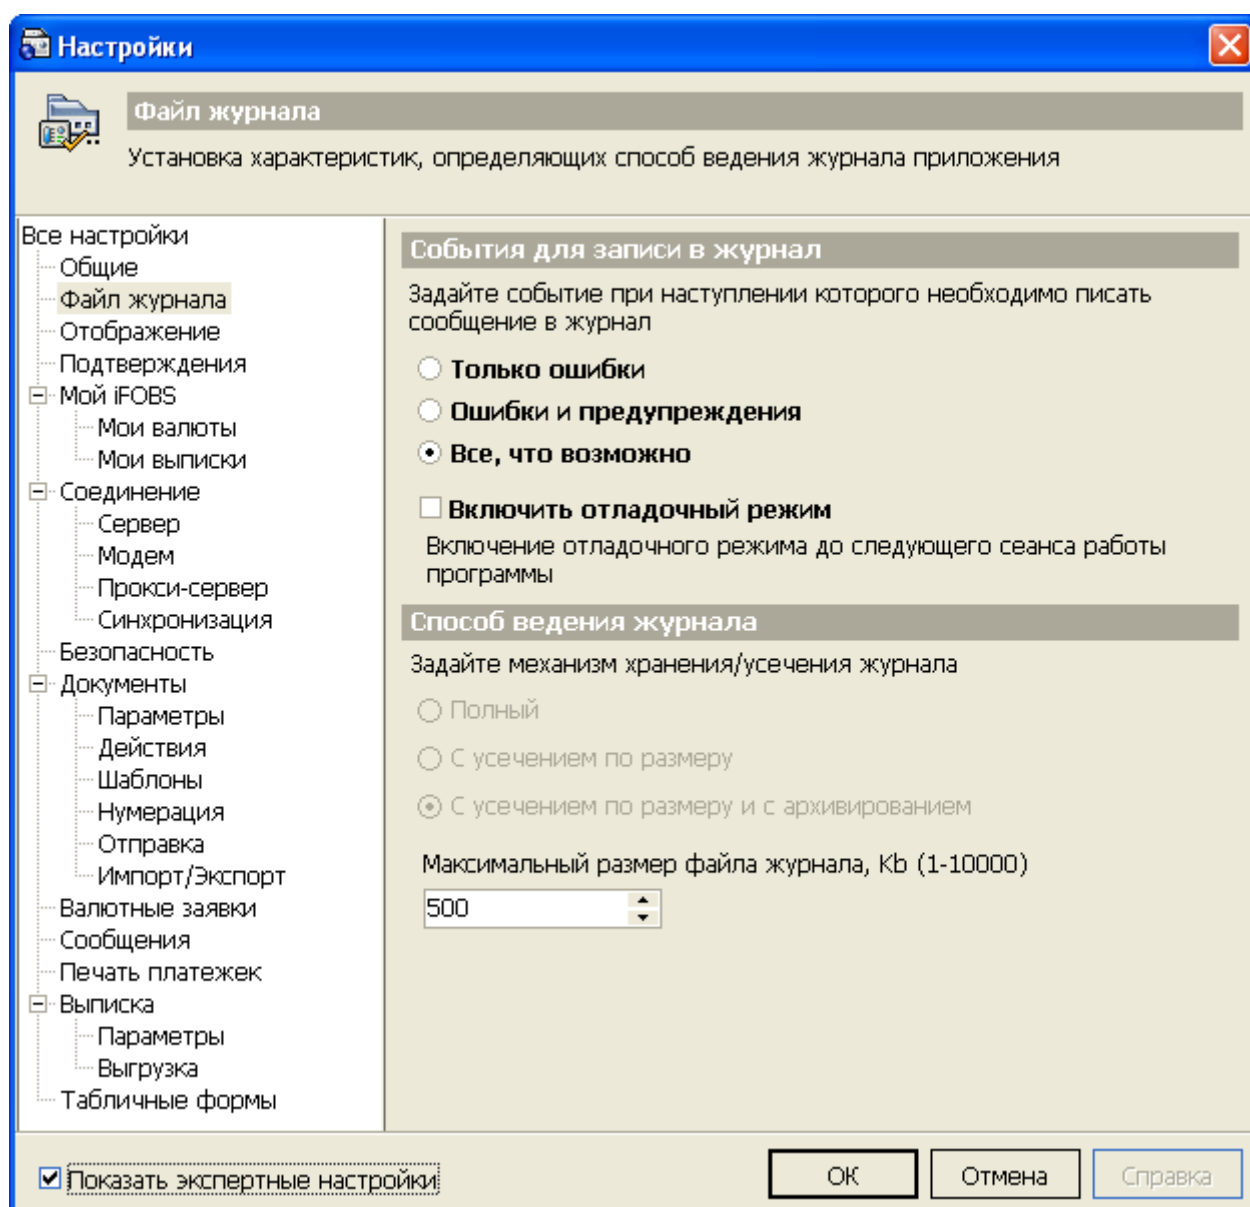 Настройки
Файл журнала
Установка характеристик, определяющих способ ведения журнала приложения
Все настройки
Общие
Файл журнала
Отображение
Подтверждения
Мой iFOBS
Мои валюты
Мои выписки
Соединение
Сервер
Модем
Прокси-сервер
Синхронизация
Безопасность
Документы
Параметры
Действия
Шаблоны
Нумерация
Отправка
Импорт/Экспорт
Валютные заявки
Сообщения
Печать платежек
Выписка
Параметры
Выгрузка
Табличные формы
События для записи в журнал
Задайте событие при наступлении которого необходимо писать
сообщение в журнал
Только ошибки
Ошибки и предупреждения
Все, что возможно
Включить отладочный режим
Включение отладочного режима до следующего сеанса работы
программы
Способ ведения журнала
Задайте механизм хранения/усечения журнала
Полный
С усечением по размеру
С усечением по размеру и с архивированием
Максимальный размер файла журнала, Kb (1-10000)
500
Показать экспертные настройки
ОК
Отмена
Справка